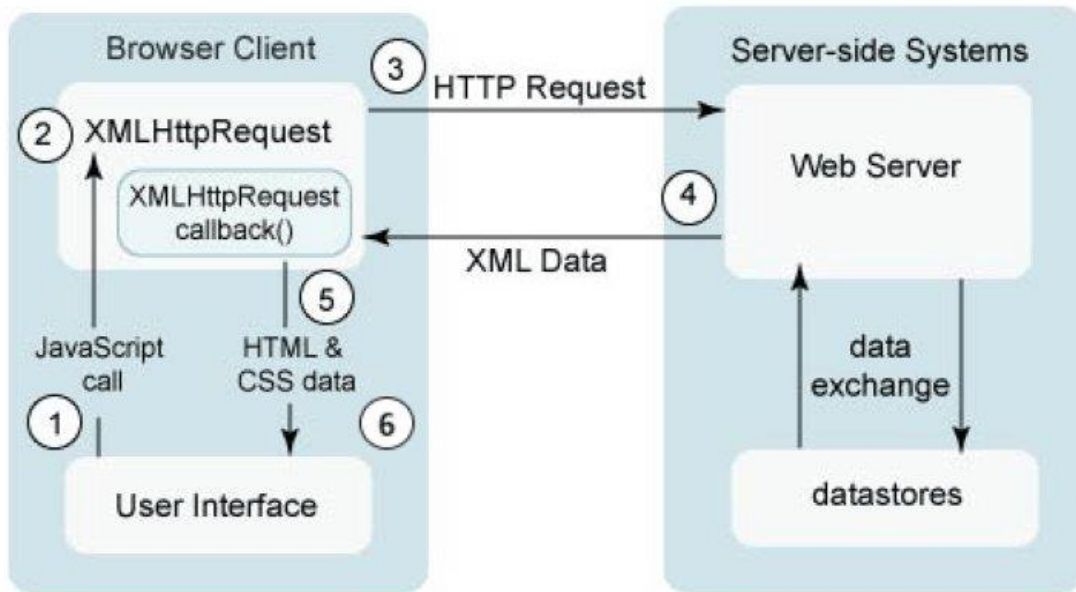 Browser Client
Server-side Systems
3
HTTP Request
2
XMLHttpRequest
Web Server
XMLHttpRequest
callback()
4
XML Data
5
JavaScript
call
HTML &
CSS data
data
exchange
1
6
User Interface
datastores